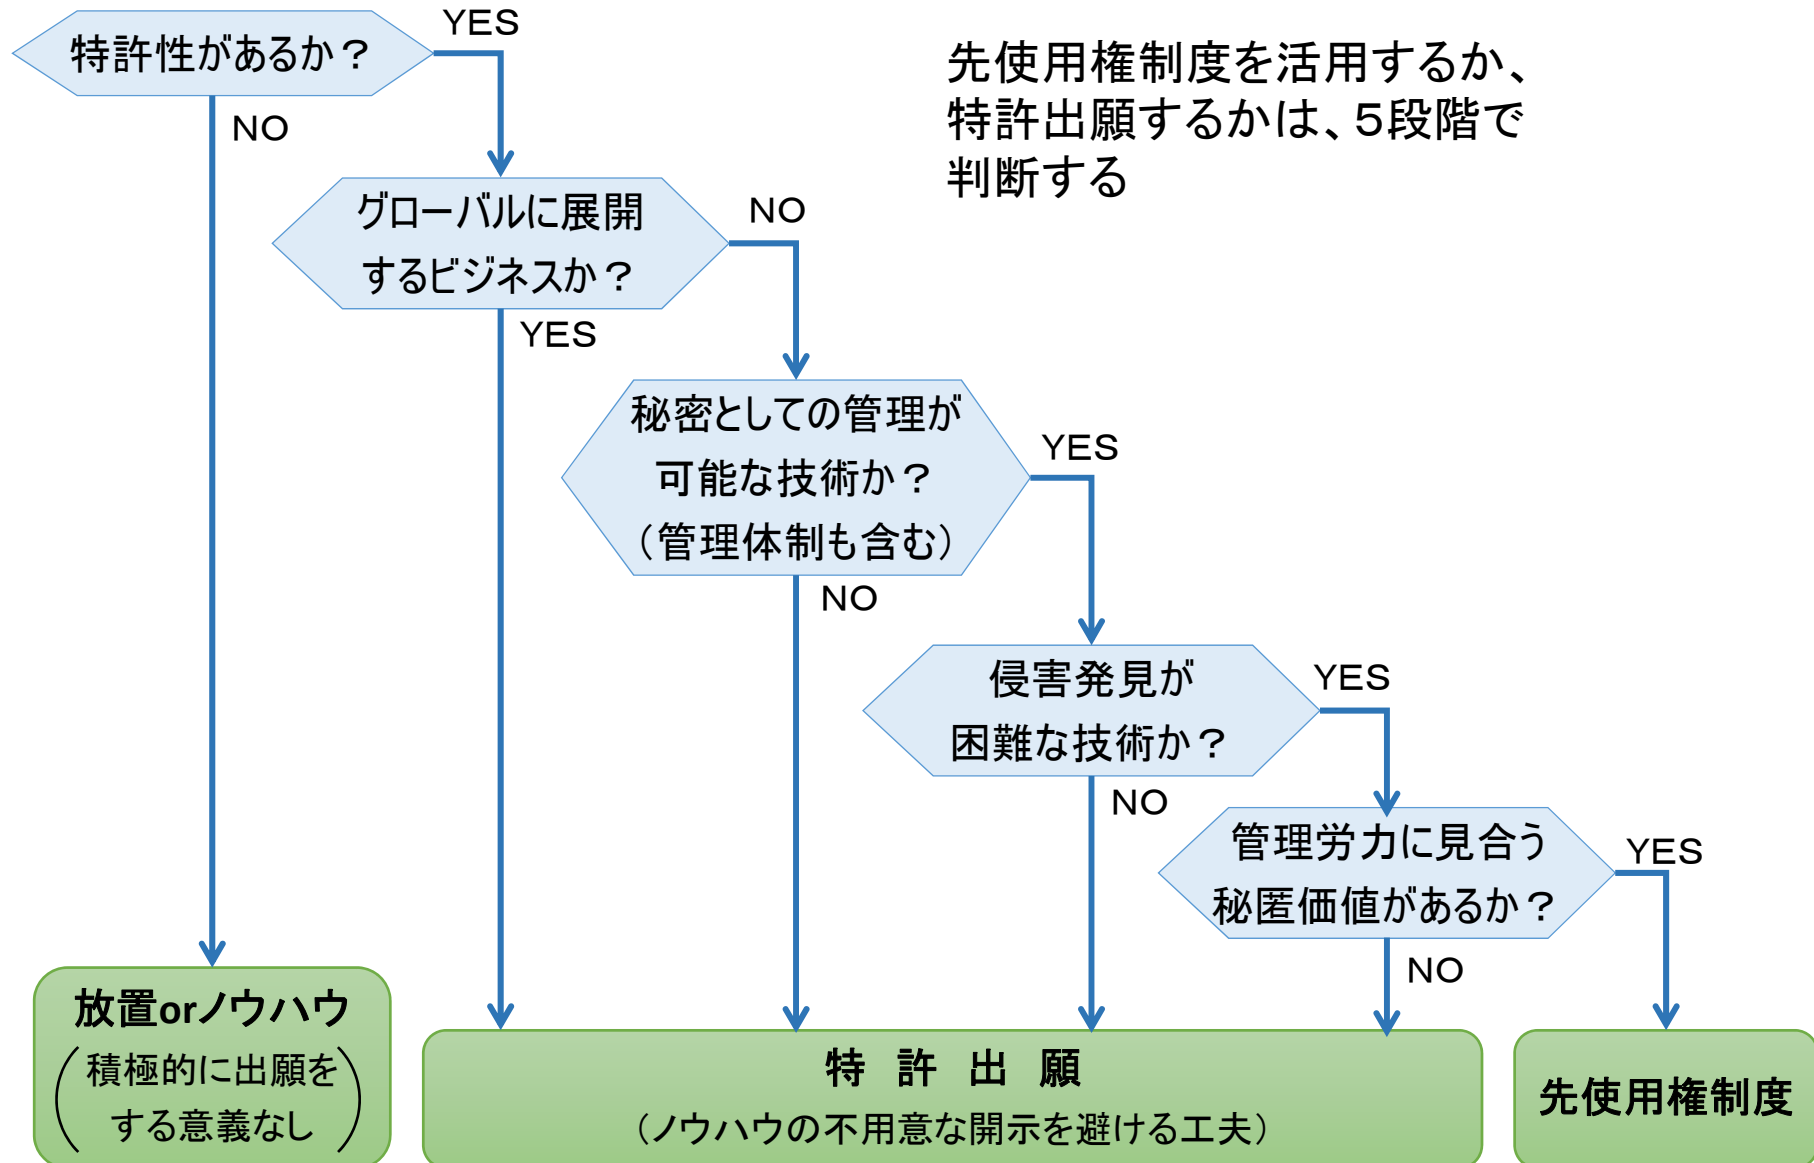 特許性があるか？
YES
NO
先使用権制度を活用するか、
特許出願するかは、５段階で
判断する
グローバルに展開
するビジネスか？
NO
YES
秘密としての管理が
可能な技術か？
（管理体制も含む）
YES
NO
侵害発見が
困難な技術か？
YES
NO
管理労力に見合う
秘匿価値があるか？
YES
NO
放置orノウハウ
（積極的に出願を
する意義なし）
特　許　出　願
（ノウハウの不用意な開示を避ける工夫）
先使用権制度